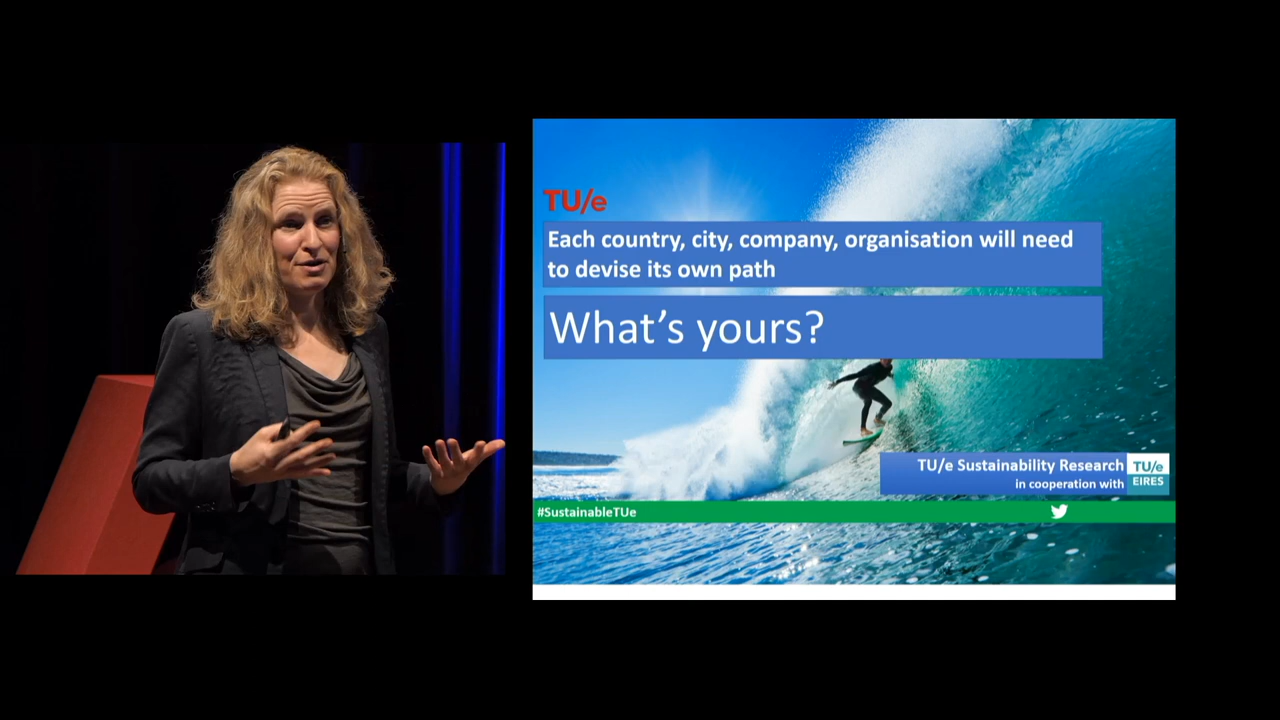 TU/e
Each country, city, company, organisation will need
to devise its own path
What's yours?
TU/e Sustainability Research
in cooperation with
TU/e
EIRES
#SustainableTUe